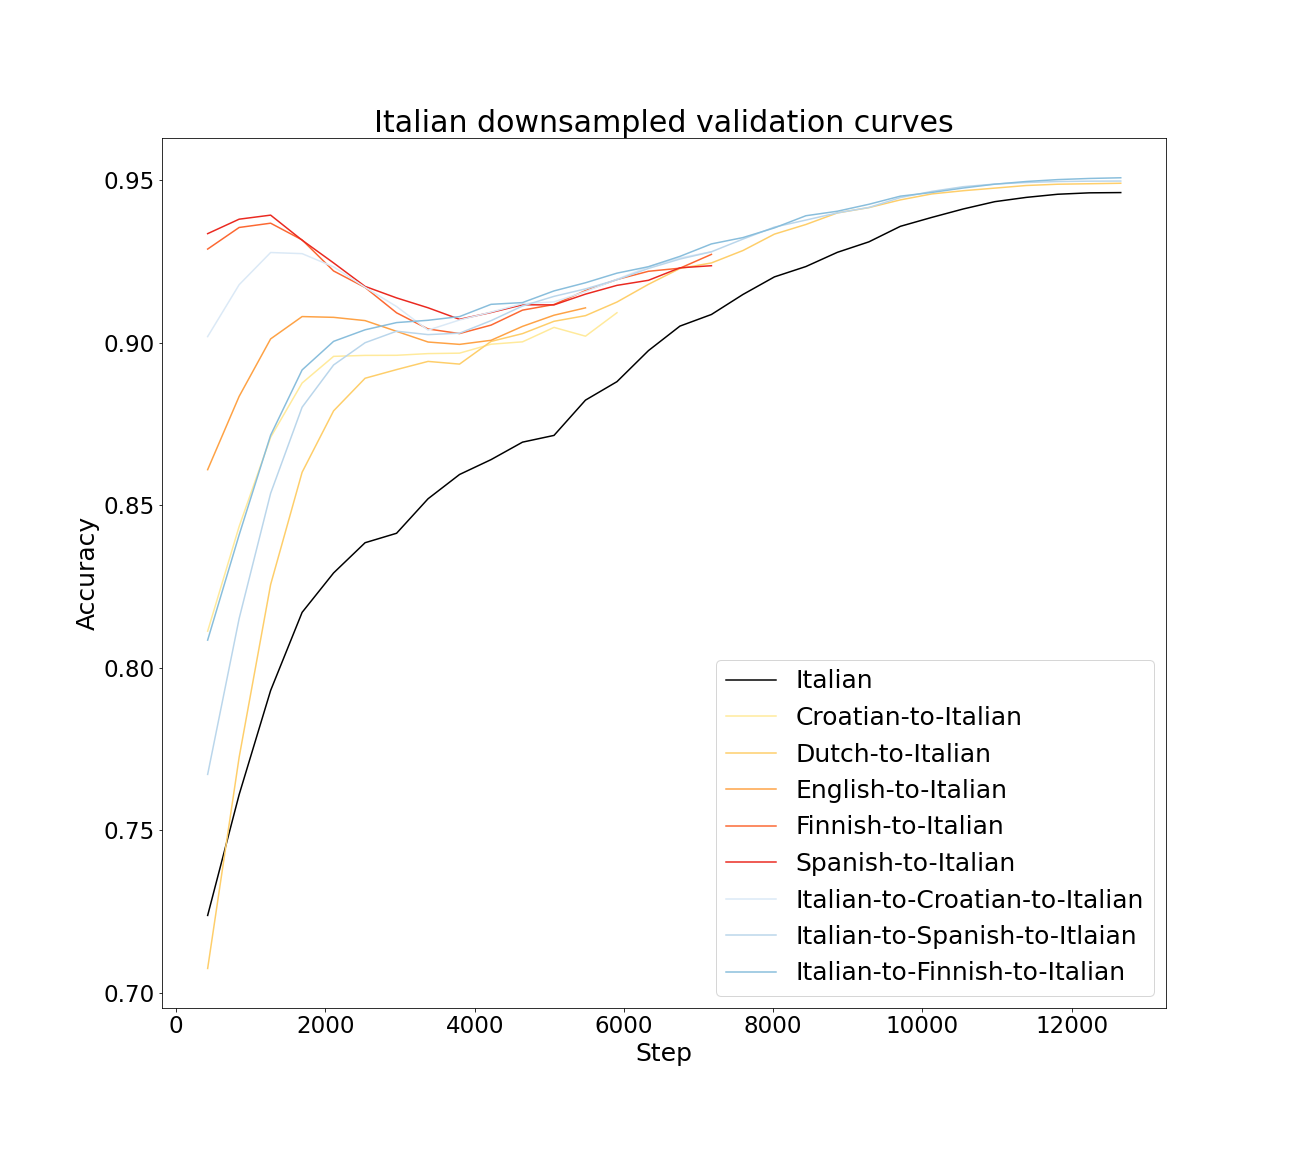 Italian downsampled validation curves
0.95
0.90
0.85
0.80
0.75
0.70
Accuracy
0 2000 4000 6000 8000 10000 12000
Step
Italian
Croatian-to-Italian
Dutch-to-Italian
English-to-Italian
Finnish-to-Italian
Spanish-to-Italian
Italian-to-Croatian-to-Italian
Italian-to-Spanish-to-Itlaian
Italian-to-Finnish-to-Italian